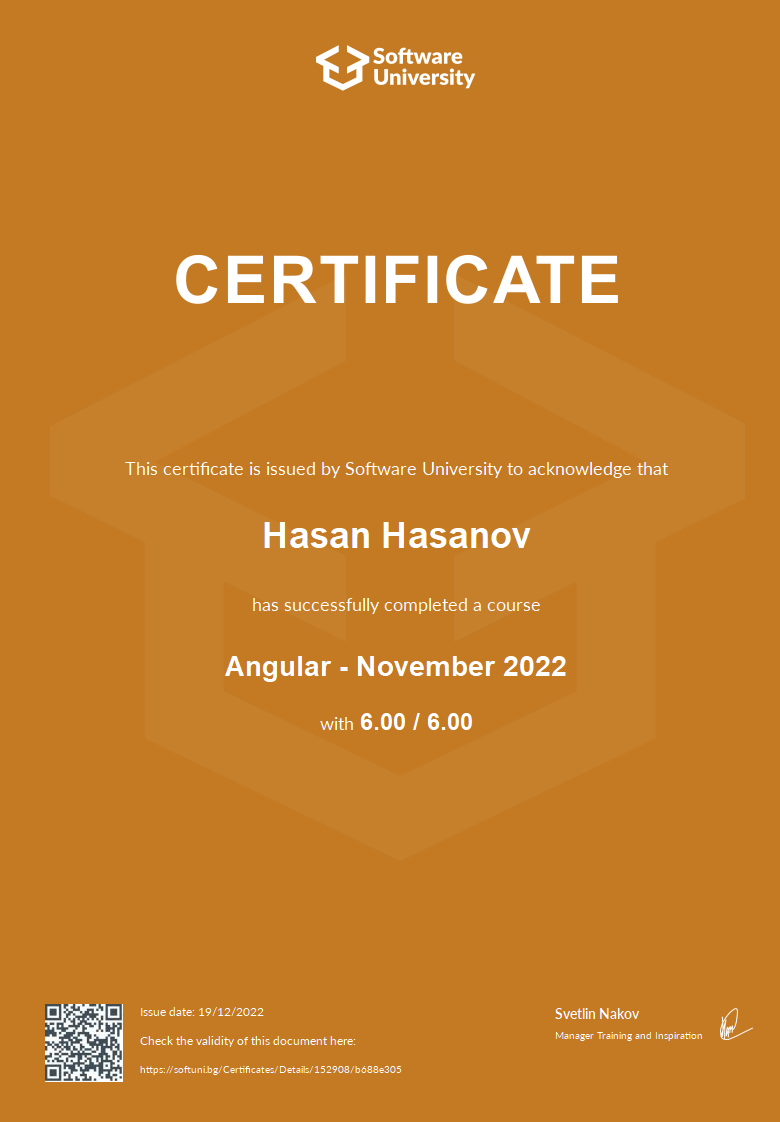 Software
University
CERTIFICATE
This certificate is issued by Software University to acknowledge that
Hasan Hasanov
has successfully completed a course
Angular - November 2022
with 6.00 / 6.00
Issue date: 19/12/2022
Check the validity of this document here:
https://softuni.bg/Certificates/Details/152908/b688e305
Svetlin Nakov
Manager Training and Inspiration